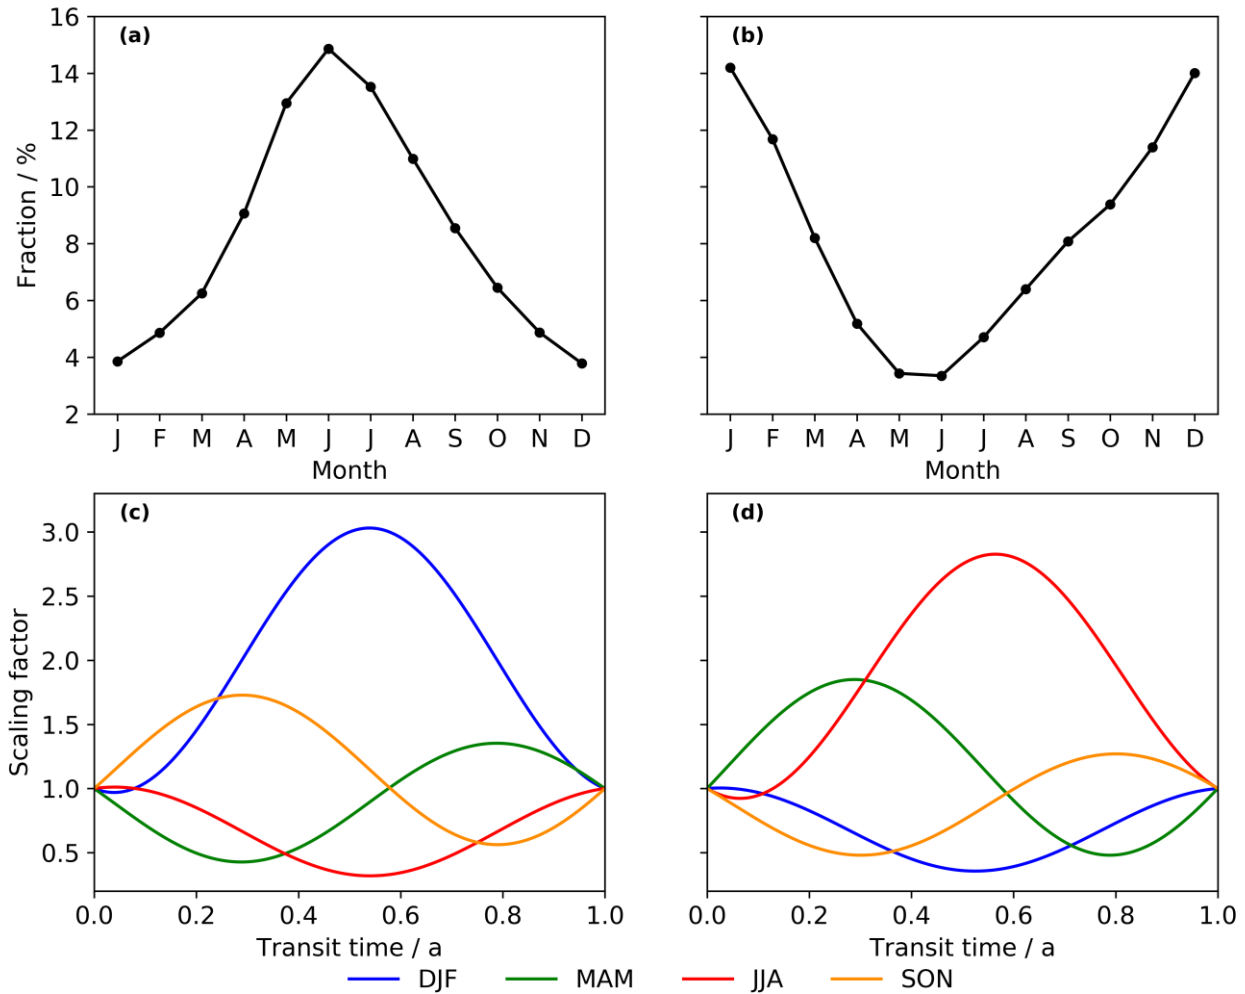 (a)
(b)
16
14
12
10
8
6
4
2
Fraction / %
J F M A M J J A S O N D
J F M A M J J A S O N D
Month
Month
(c)
(d)
3.0
2.5
2.0
1.5
1.0
0.5
Scaling factor
0.0 0.2 0.4 0.6 0.8 1.0
0.0 0.2 0.4 0.6 0.8 1.0
Transit time / a
Transit time / a
DJF MAM JJA SON